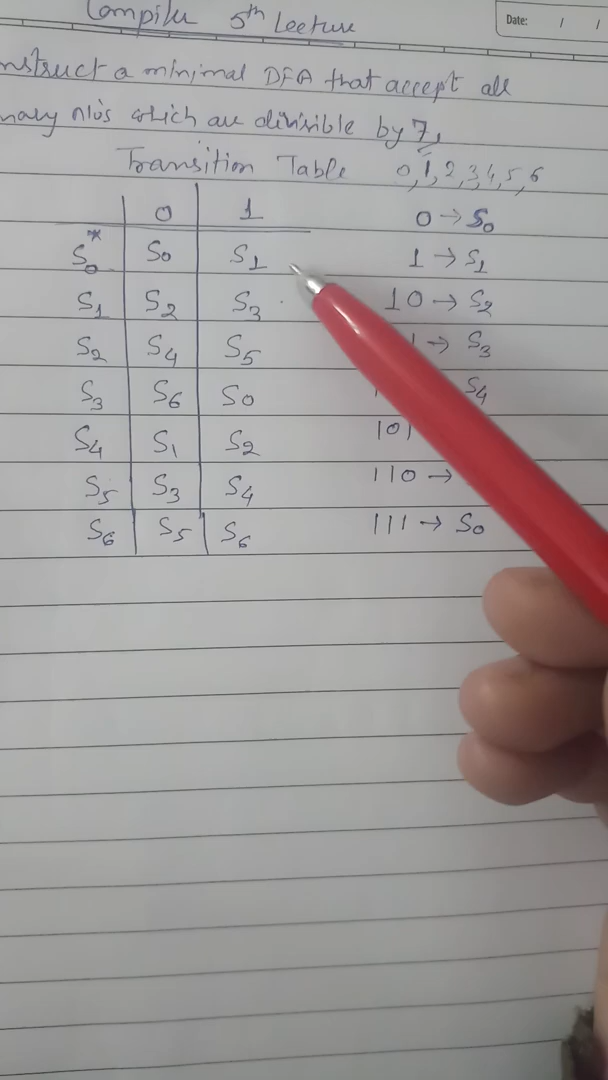 Compiler 5th Lecture
Date: / /
nstruct a minimal DFA that accept all
nary no's which are divisible by 7,
Transition Table 0,1,2,3,4,5,6
0 1
S0* S0 S1
S1 S2 S3
S2 S4 S5
S3 S6 S0
S4 S1 S2
S5 S3 S4
S6 S5 S6
0 → S0
1 → S1
10 → S2
1 → S3
S4
101
110 →
111 → S0